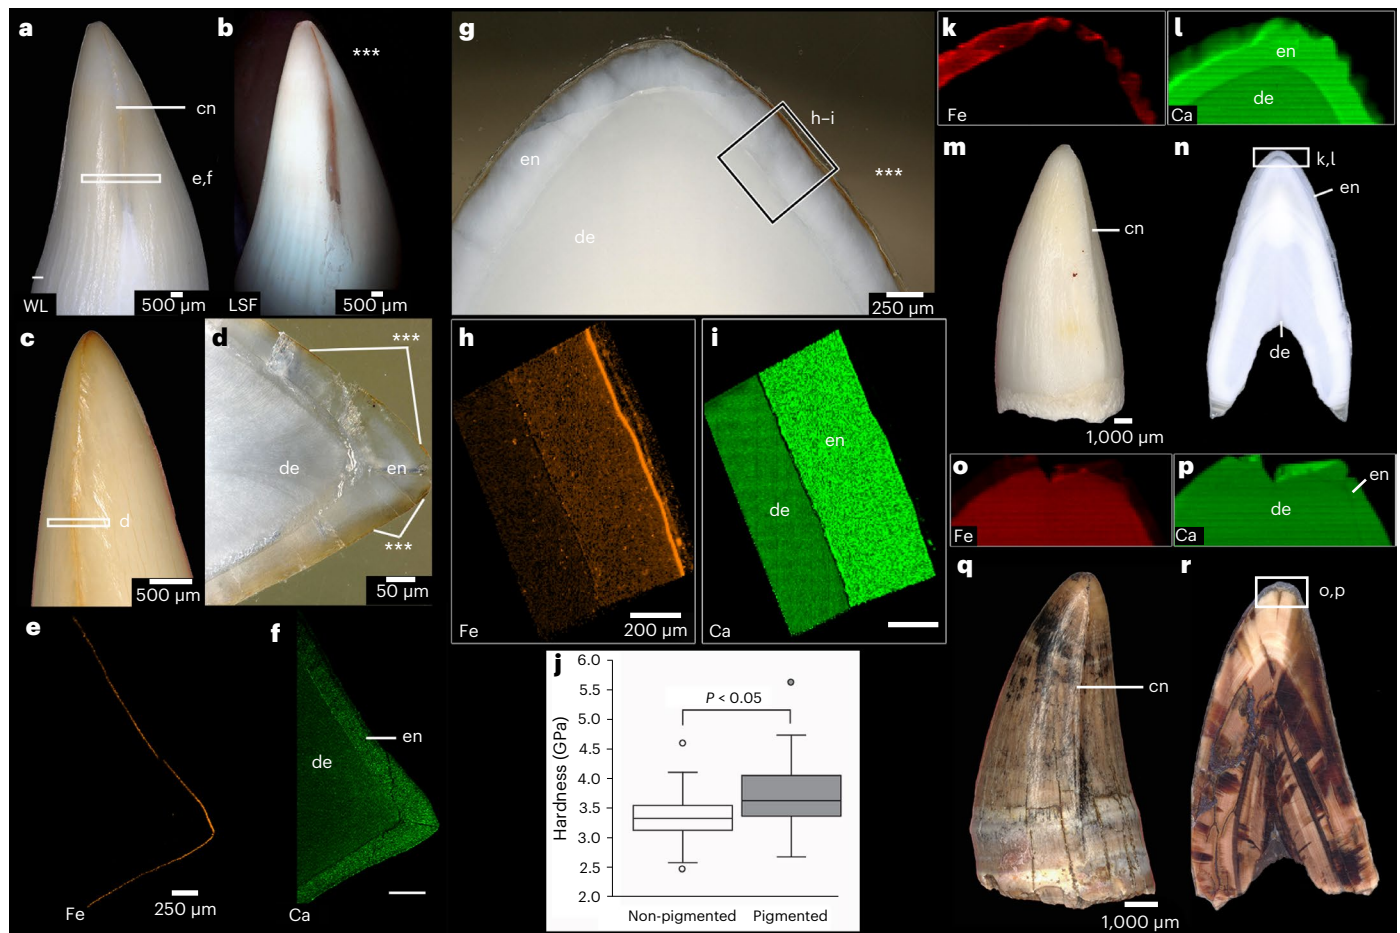 a
cn
e,f
WL
500 µm
b
***
LSF
500 µm
c
d
500 µm
d
***
de
en
***
50 µm
e
Fe
250 µm
f
en
de
Ca
g
h–i
en
***
de
250 µm
h
Fe
200 µm
i
en
de
Ca
j
6.0
5.5
5.0
4.5
4.0
3.5
3.0
2.5
2.0
Hardness (GPa)
P < 0.05
Non-pigmented
Pigmented
k
Fe
l
en
de
Ca
m
cn
1,000 µm
n
k,l
en
de
o
Fe
p
en
de
Ca
q
cn
1,000 µm
r
o,p